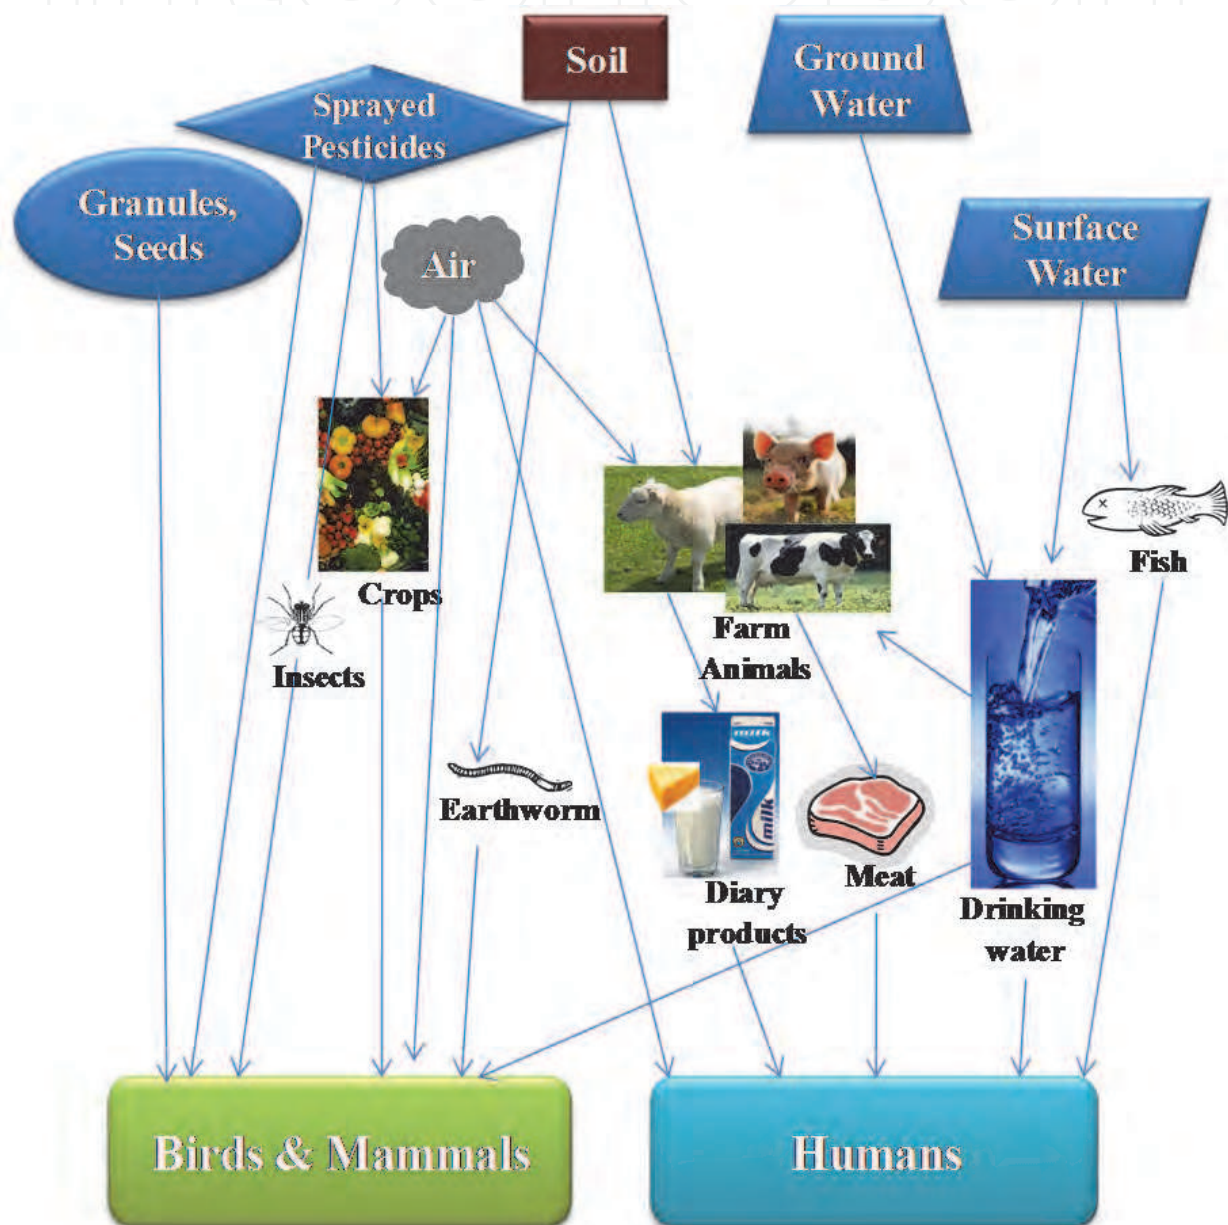 Soil
Ground
Water
Sprayed
Pesticides
Granules,
Seeds
Air
Surface
Water
Crops
Insects
Farm
Animals
Fish
milk
milk
Earthworm
Diary
products
Meat
Drinking
water
Birds & Mammals
Humans